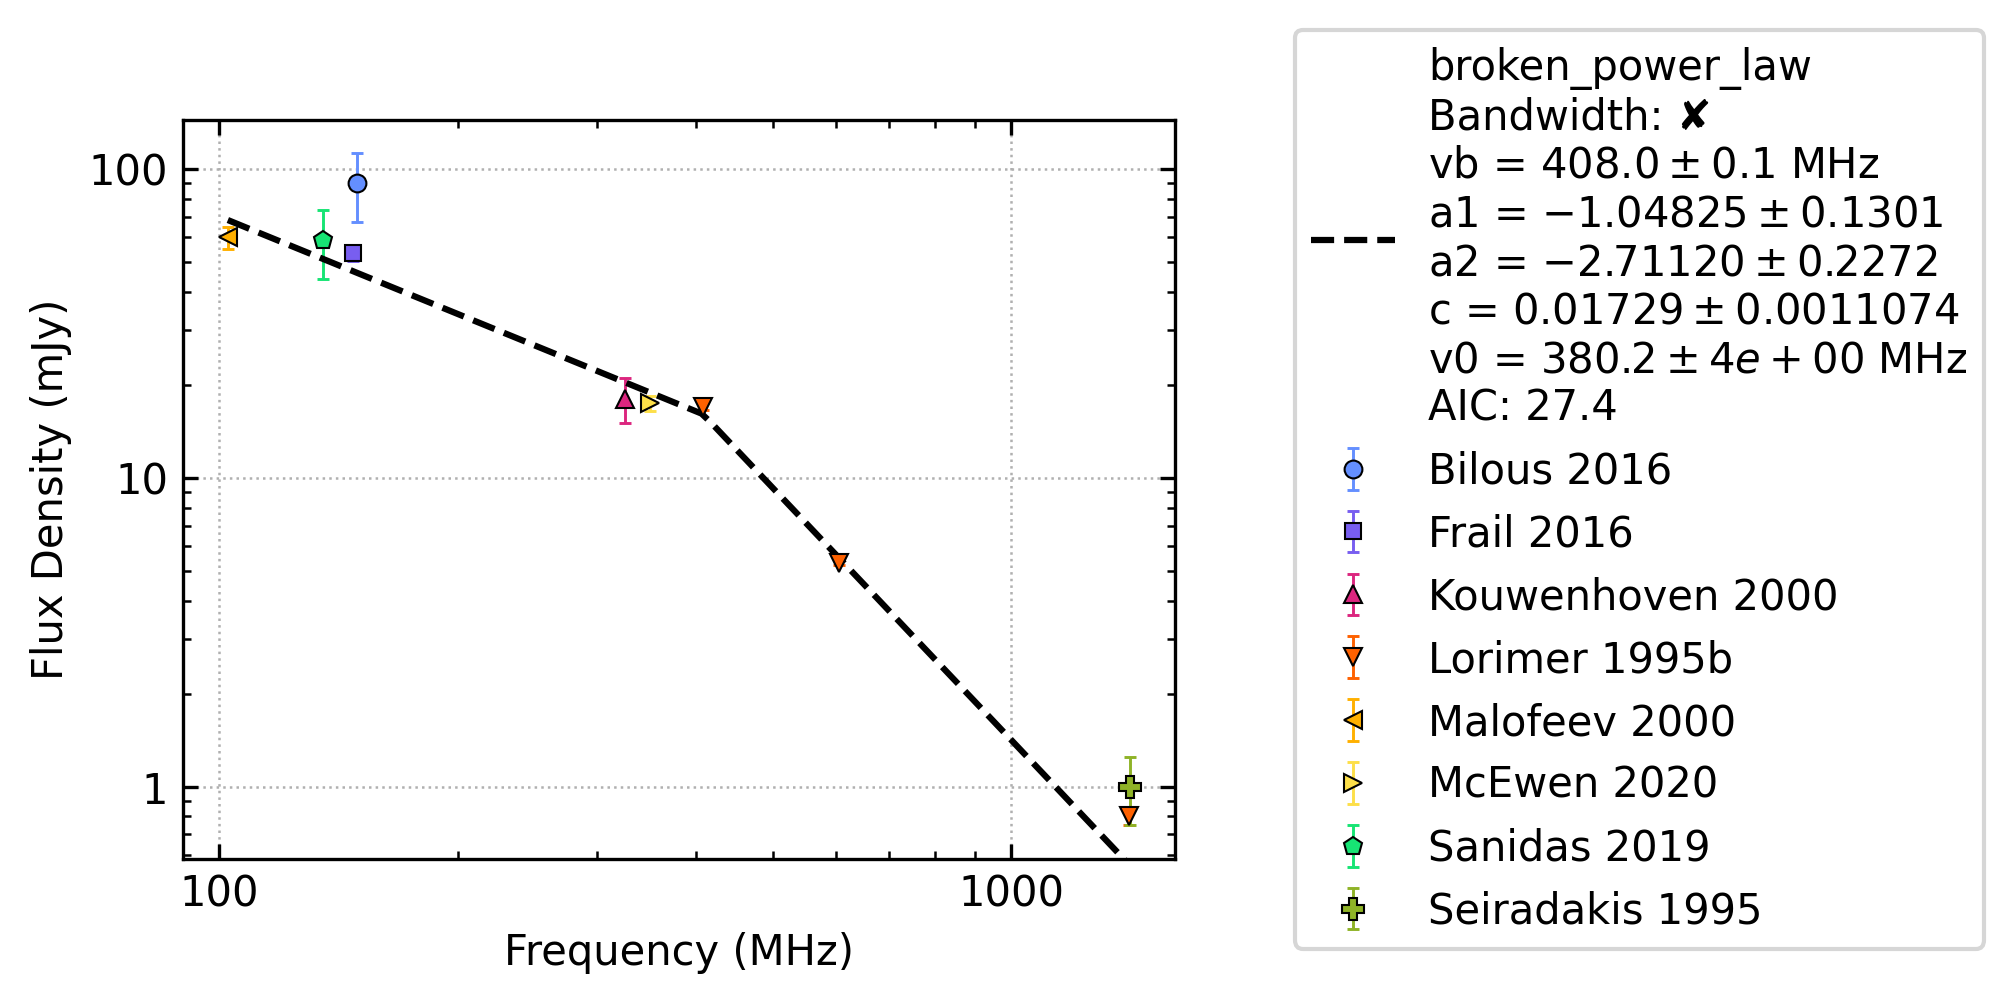 100
10
1
Flux Density (mJy)
100
1000
Frequency (MHz)
broken_power_law
Bandwidth: ✘
vb = 408.0 ± 0.1 MHz
a1 = −1.04825 ± 0.1301
a2 = −2.71120 ± 0.2272
c = 0.01729 ± 0.0011074
v0 = 380.2 ± 4e + 00 MHz
AIC: 27.4
Bilous 2016
Frail 2016
Kouwenhoven 2000
Lorimer 1995b
Malofeev 2000
McEwen 2020
Sanidas 2019
Seiradakis 1995